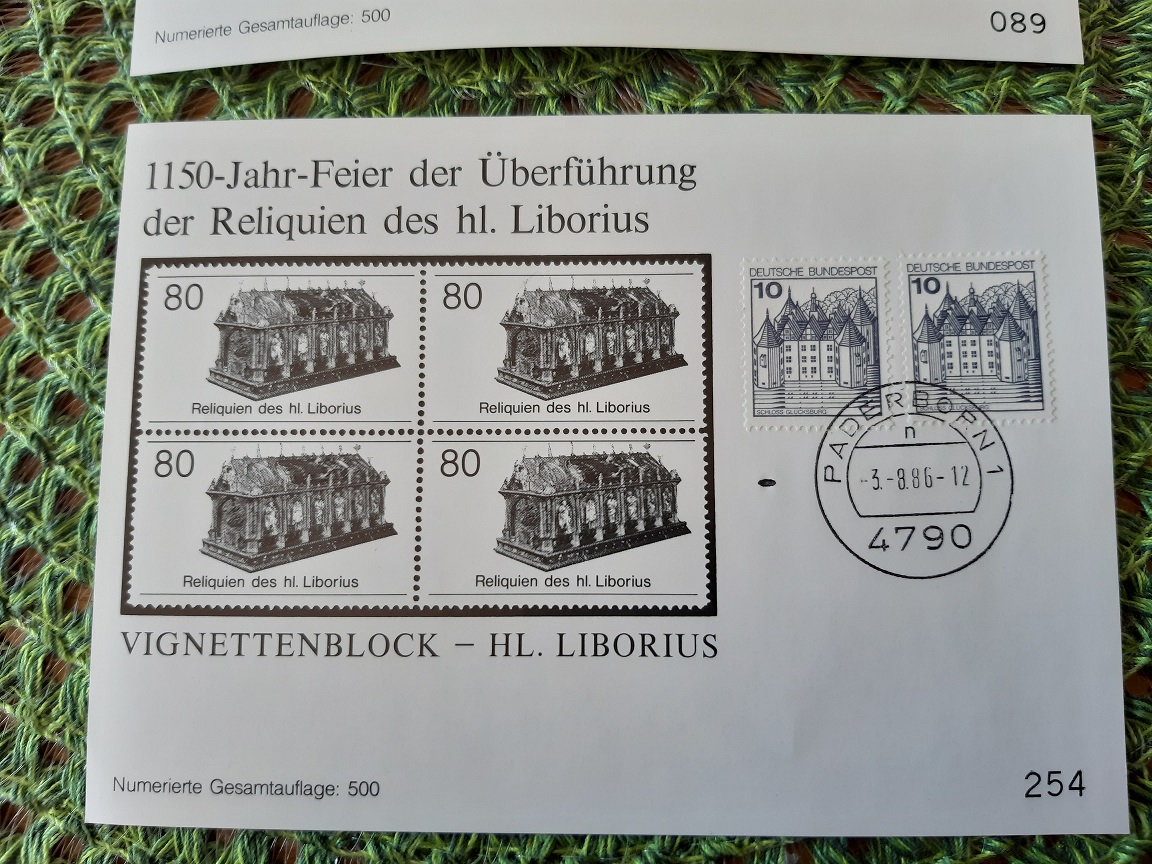 Numerierte Gesamtauflage: 500
089
1150-Jahr-Feier der Überführung
der Reliquien des hl. Liborius
80
Reliquien des hl. Liborius
80
Reliquien des hl. Liborius
80
Reliquien des hl. Liborius
80
Reliquien des hl. Liborius
DEUTSCHE BUNDESPOST
10
SCHLOSS GLÜCKSBURG
DEUTSCHE BUNDESPOST
10
PADERBORN 1
n
-3.-8.86-12
4790
VIGNETTENBLOCK – HL. LIBORIUS
Numerierte Gesamtauflage: 500
254